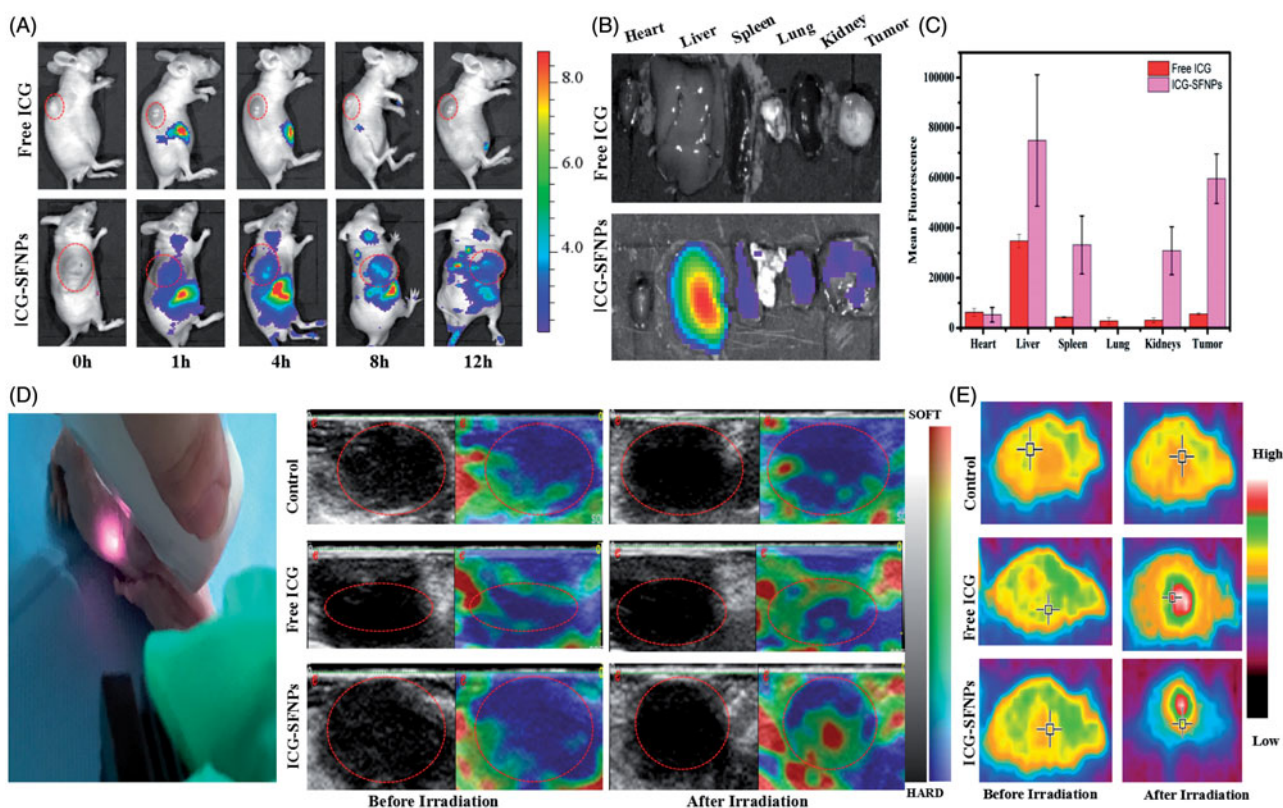 (A)
Free ICG
ICG-SFNPs
0h 1h 4h 8h 12h
8.0
6.0
4.0
(B)
Heart Liver Spleen Lung Kidney Tumor
Free ICG
ICG-SFNPs
(C)
Free ICG
ICG-SFNPs
Mean Fluorescence
100000
80000
60000
40000
20000
0
Heart Liver Spleen Lung Kidneys Tumor
(D)
Control
Free ICG
ICG-SFNPs
Before Irradiation After Irradiation
SOFT
HARD
(E)
Control
Free ICG
ICG-SFNPs
Before Irradiation After Irradiation
High
Low